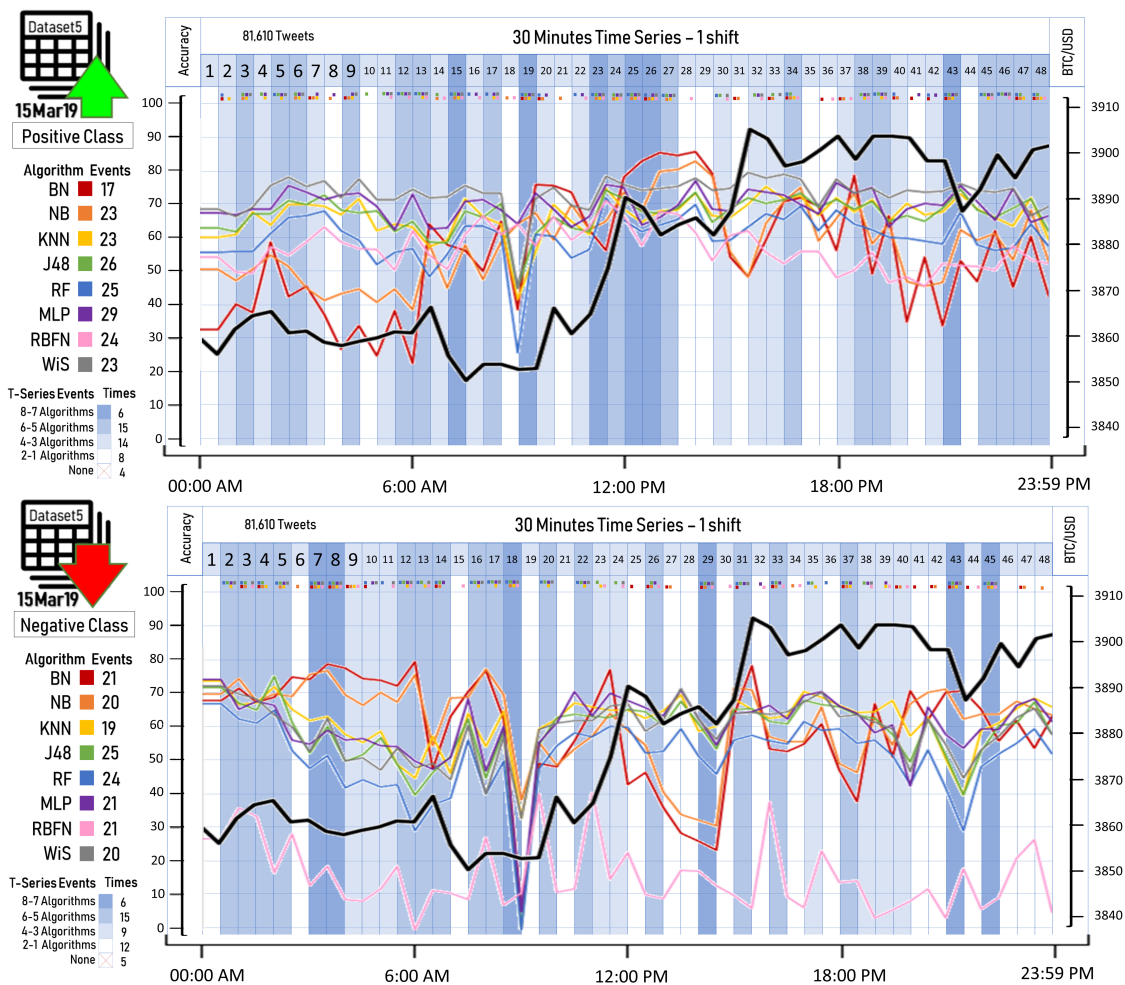 Dataset5
15Mar19
Positive Class
Algorithm Events
BN 17
NB 23
KNN 23
J48 26
RF 25
MLP 29
RBFN 24
WiS 23
T-Series Events Times
8-7 Algorithms 6
6-5 Algorithms 15
4-3 Algorithms 14
2-1 Algorithms 8
None 4
Accuracy
81,610 Tweets
30 Minutes Time Series – 1 shift
BTC/USD
1 2 3 4 5 6 7 8 9 10 11 12 13 14 15 16 17 18 19 20 21 22 23 24 25 26 27 28 29 30 31 32 33 34 35 36 37 38 39 40 41 42 43 44 45 46 47 48
100
90
80
70
60
50
40
30
20
10
0
3910
3900
3890
3880
3870
3860
3850
3840
00:00 AM 6:00 AM 12:00 PM 18:00 PM 23:59 PM
Dataset5
15Mar19
Negative Class
Algorithm Events
BN 21
NB 20
KNN 19
J48 25
RF 24
MLP 21
RBFN 21
WiS 20
T-Series Events Times
8-7 Algorithms 6
6-5 Algorithms 15
4-3 Algorithms 9
2-1 Algorithms 12
None 5
Accuracy
81,610 Tweets
30 Minutes Time Series – 1 shift
BTC/USD
1 2 3 4 5 6 7 8 9 10 11 12 13 14 15 16 17 18 19 20 21 22 23 24 25 26 27 28 29 30 31 32 33 34 35 36 37 38 39 40 41 42 43 44 45 46 47 48
100
90
80
70
60
50
40
30
20
10
0
3910
3900
3890
3880
3870
3860
3850
3840
00:00 AM 6:00 AM 12:00 PM 18:00 PM 23:59 PM